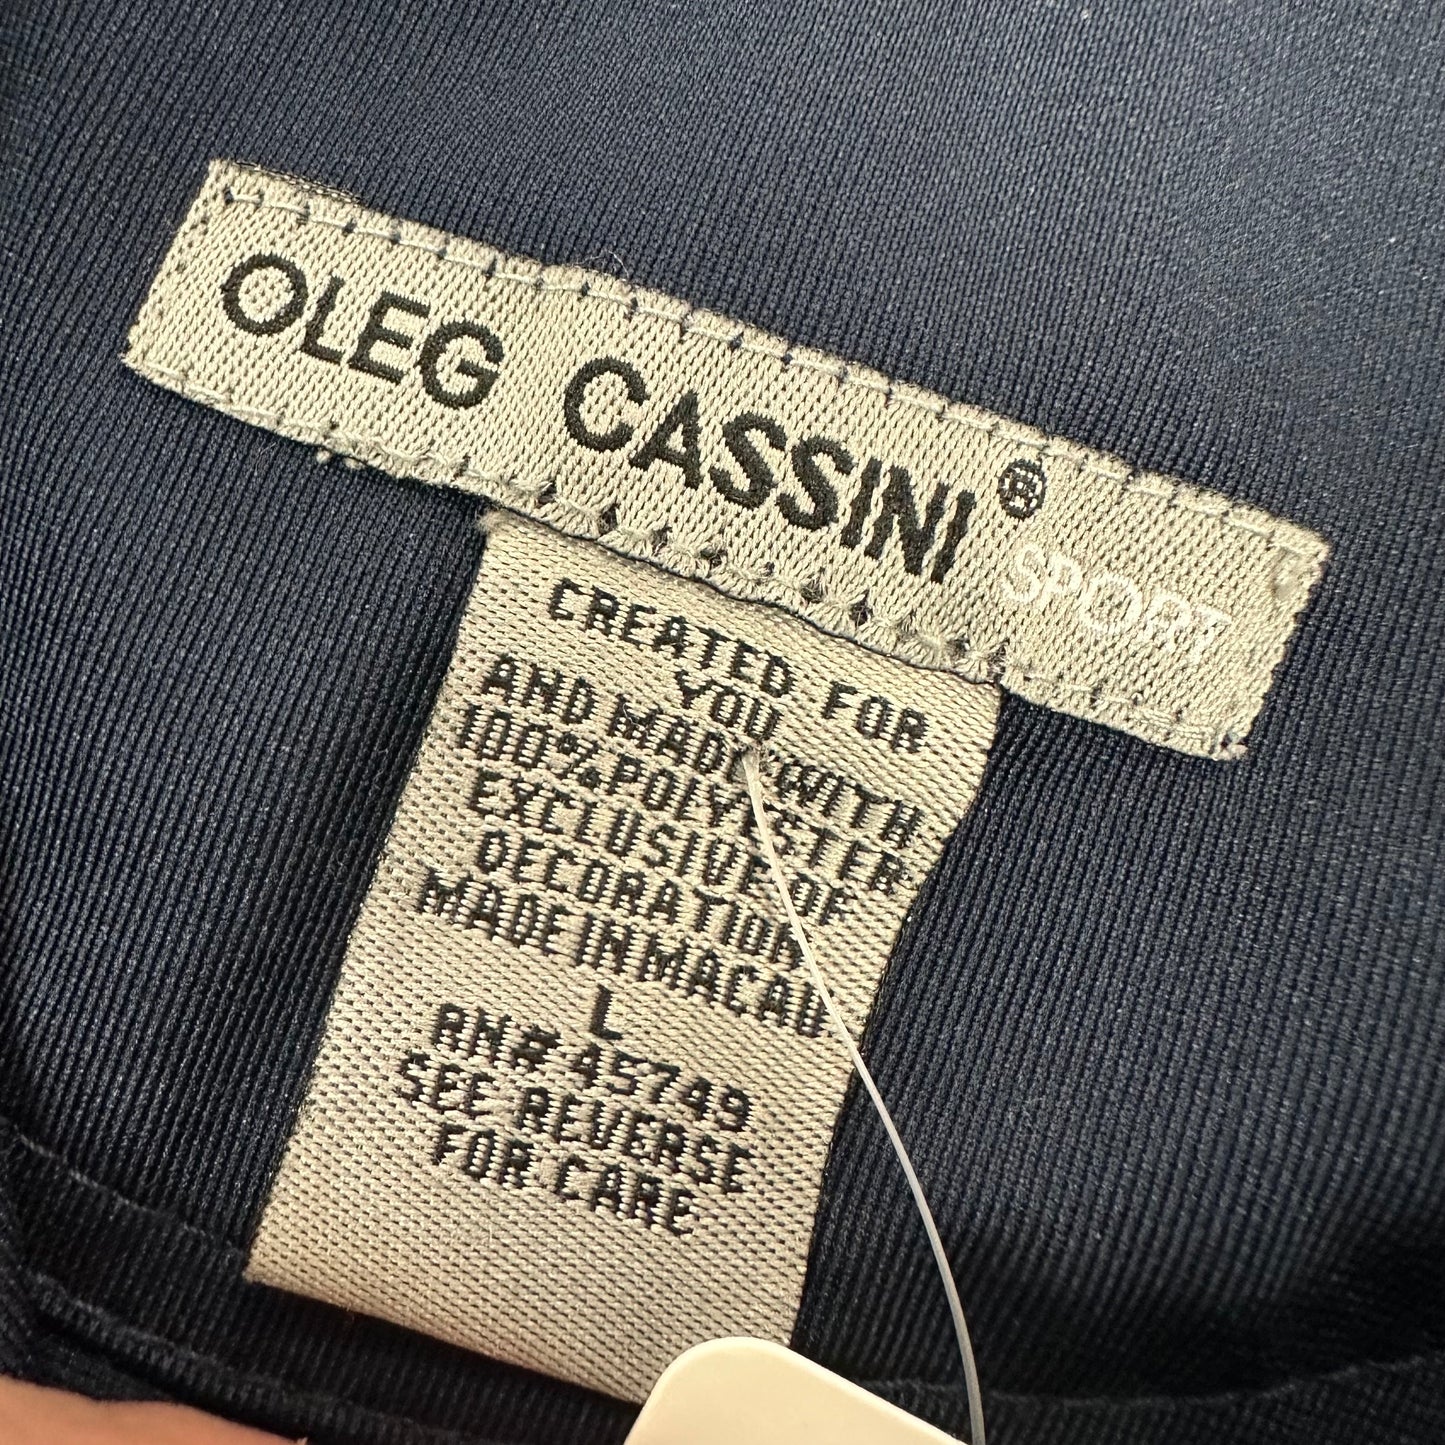 OLEG CASSINI® SPORT
CREATED FOR
YOU
AND MADE WITH
100% POLYESTER
EXCLUSIVE OF
DECORATION
MADE IN MACAU
L
RN# 45749
SEE REVERSE
FOR CARE